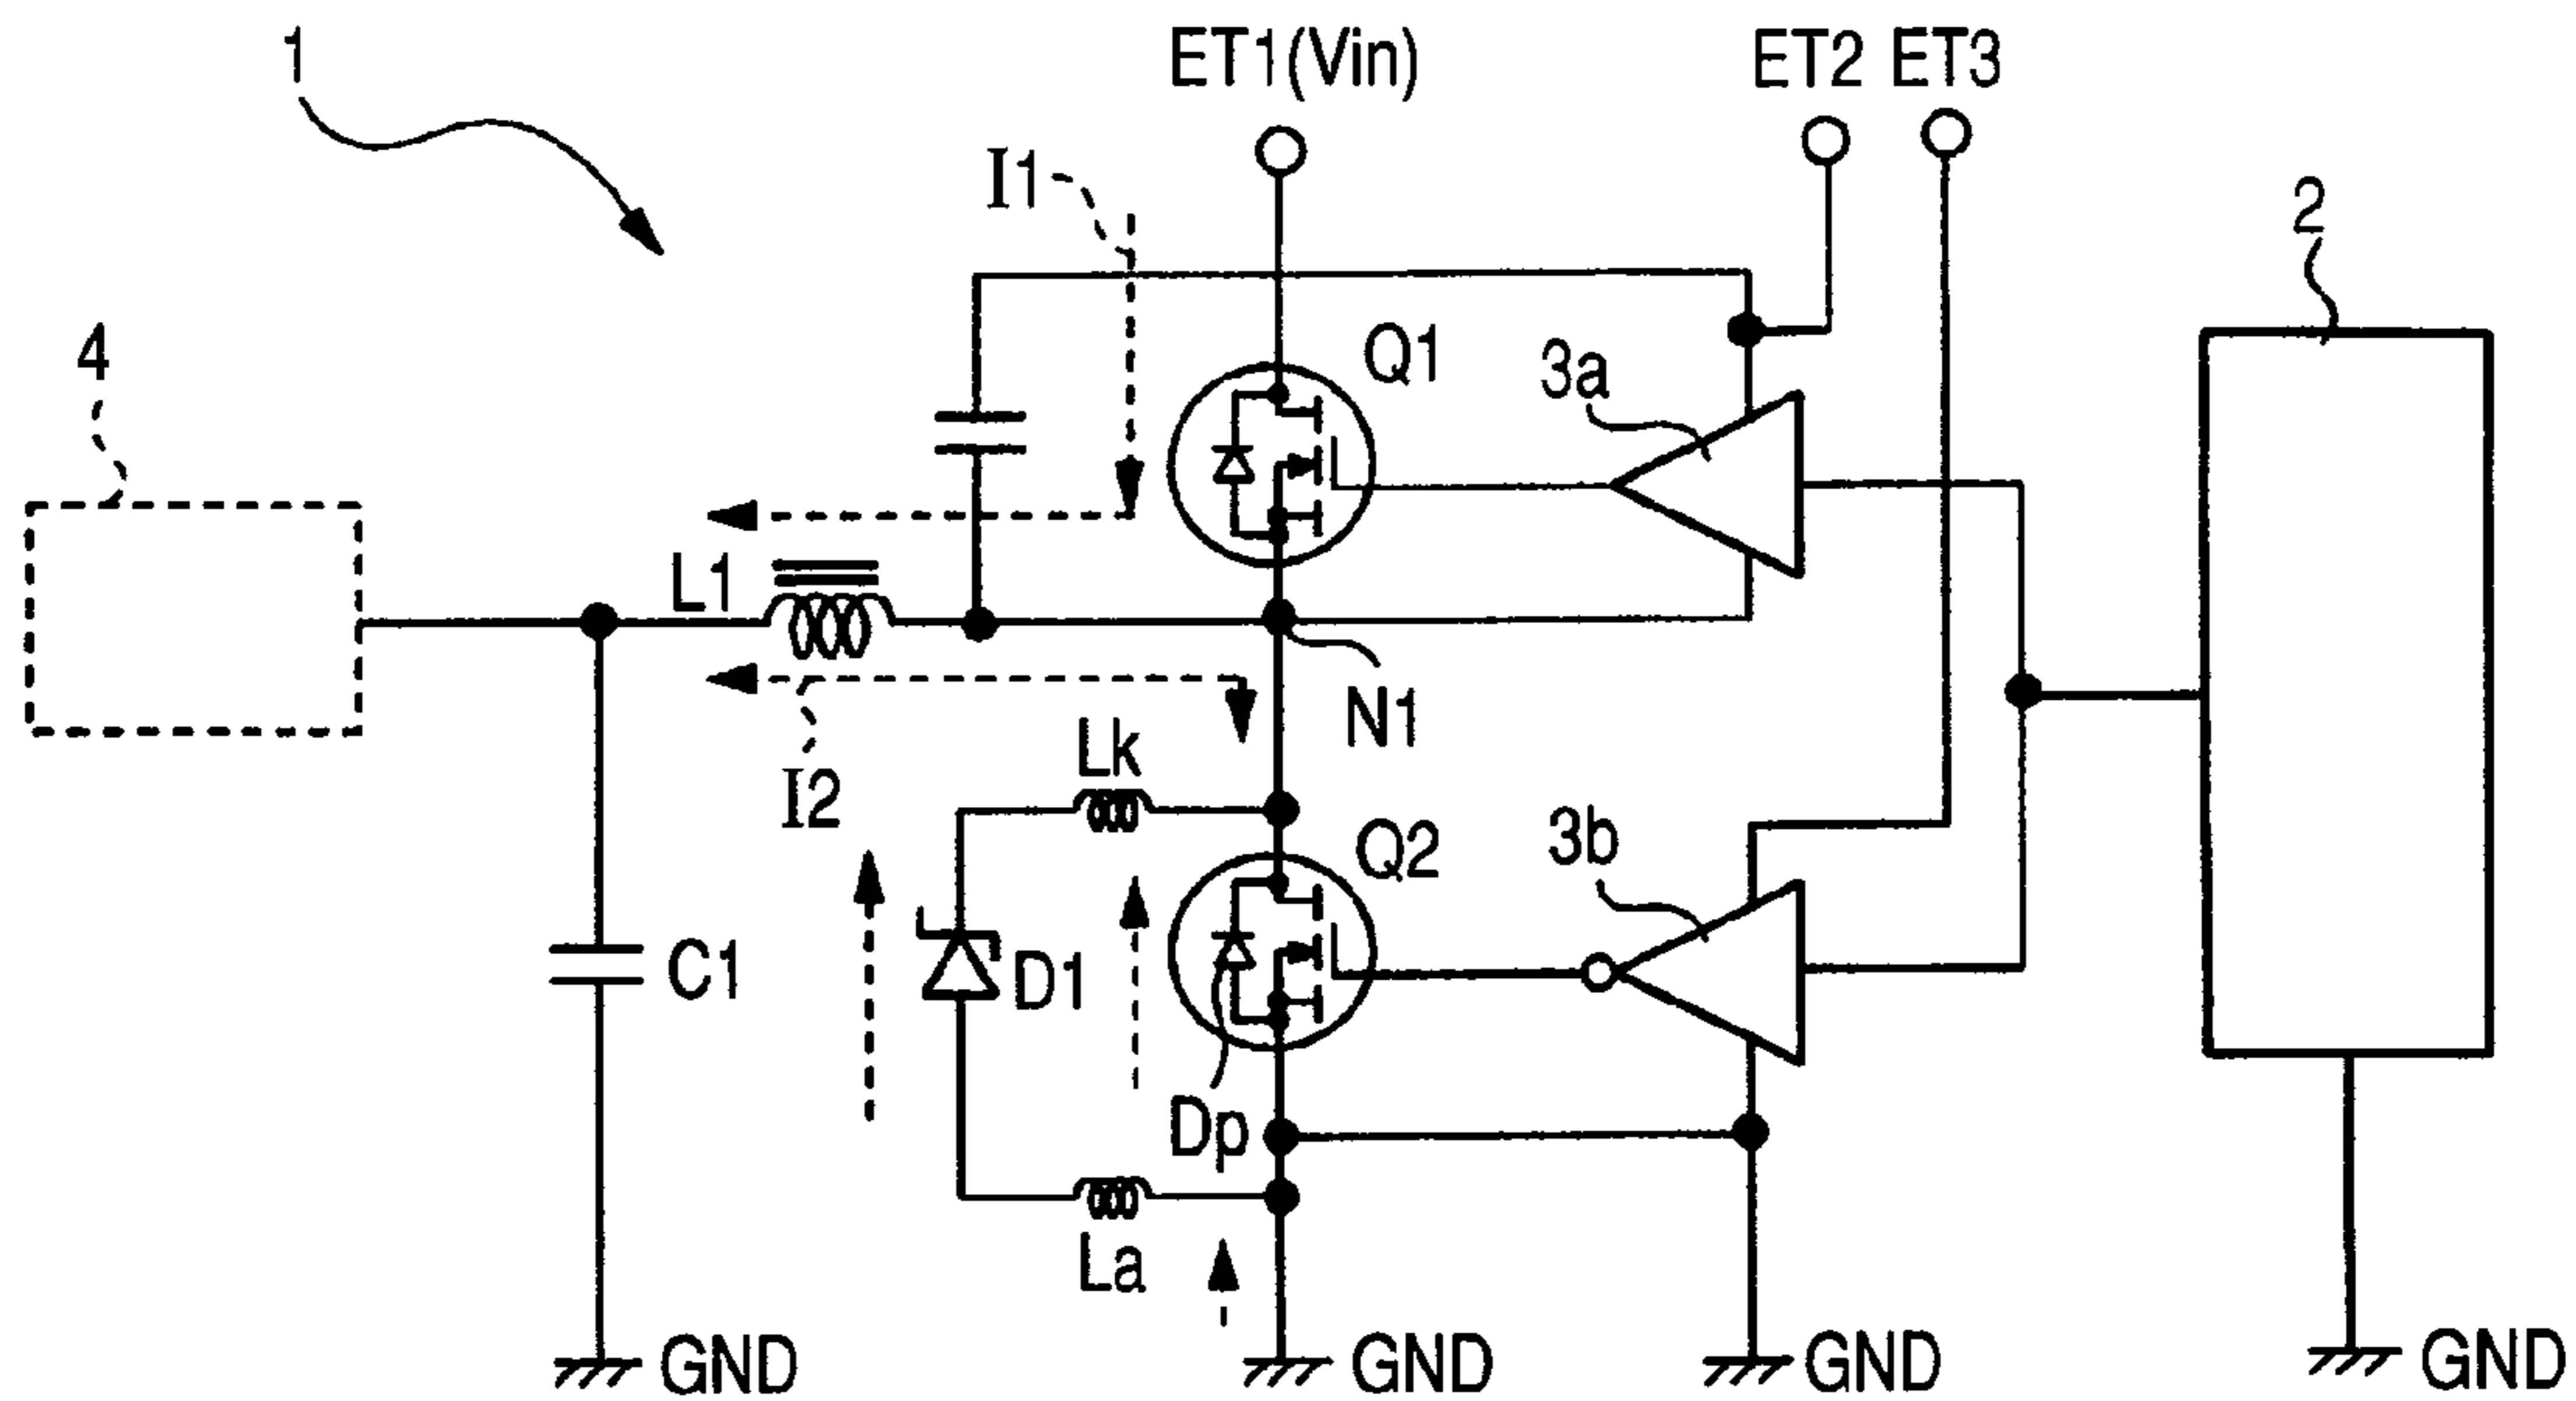 1
ET1(Vin)
ET2
ET3
I1
2
4
Q1
3a
L1
N1
I2
Lk
Q2
3b
C1
D1
Dp
La
GND
GND
GND
GND